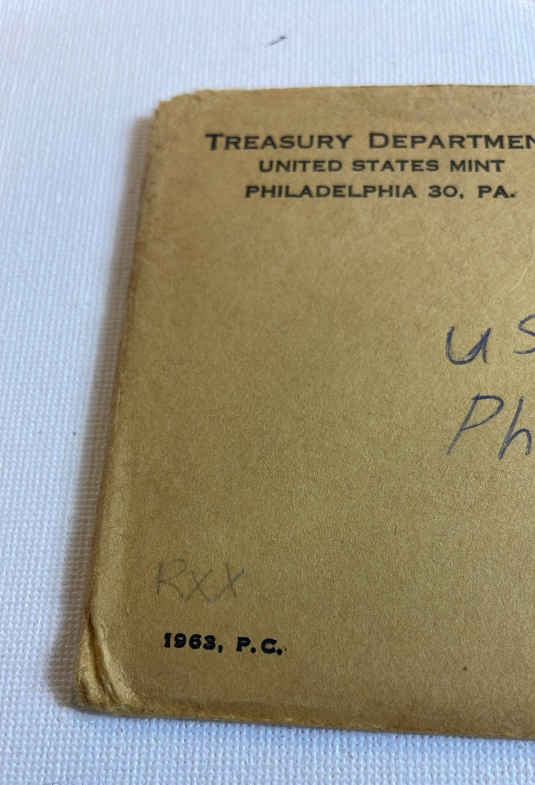 TREASURY DEPARTMEN
UNITED STATES MINT
PHILADELPHIA 30, PA.
US
Ph
RXX
1963, P.C.